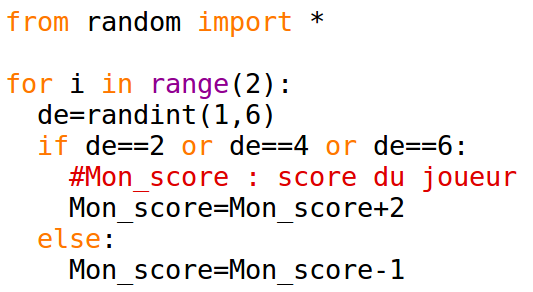 from random import *

for i in range(2):
  de=randint(1,6)
  if de==2 or de==4 or de==6:
    #Mon_score : score du joueur
    Mon_score=Mon_score+2
  else:
    Mon_score=Mon_score-1